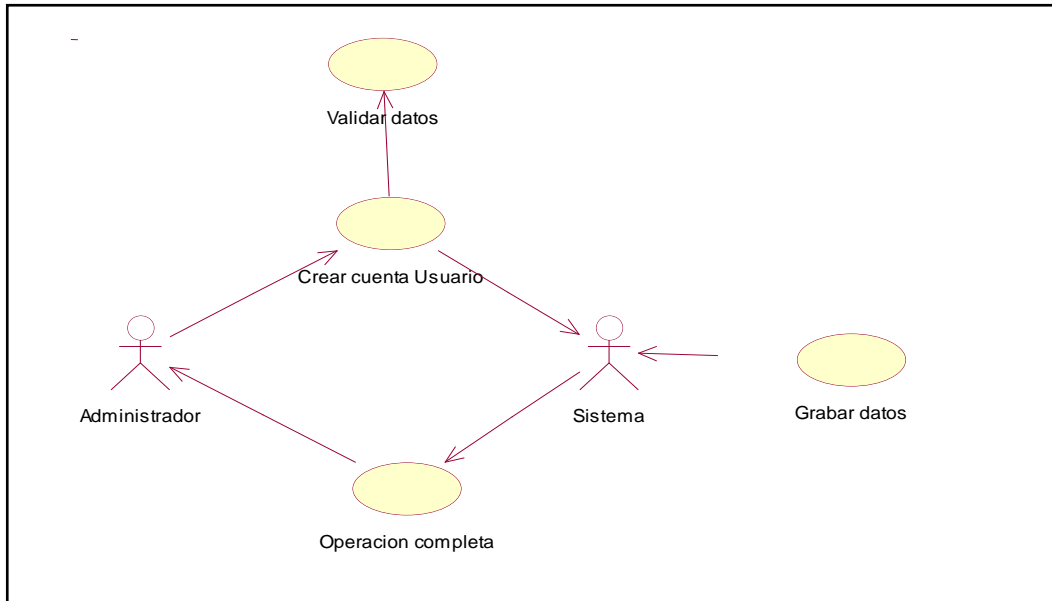 Validar datos
Crear cuenta Usuario
Administrador
Sistema
Grabar datos
Operacion completa